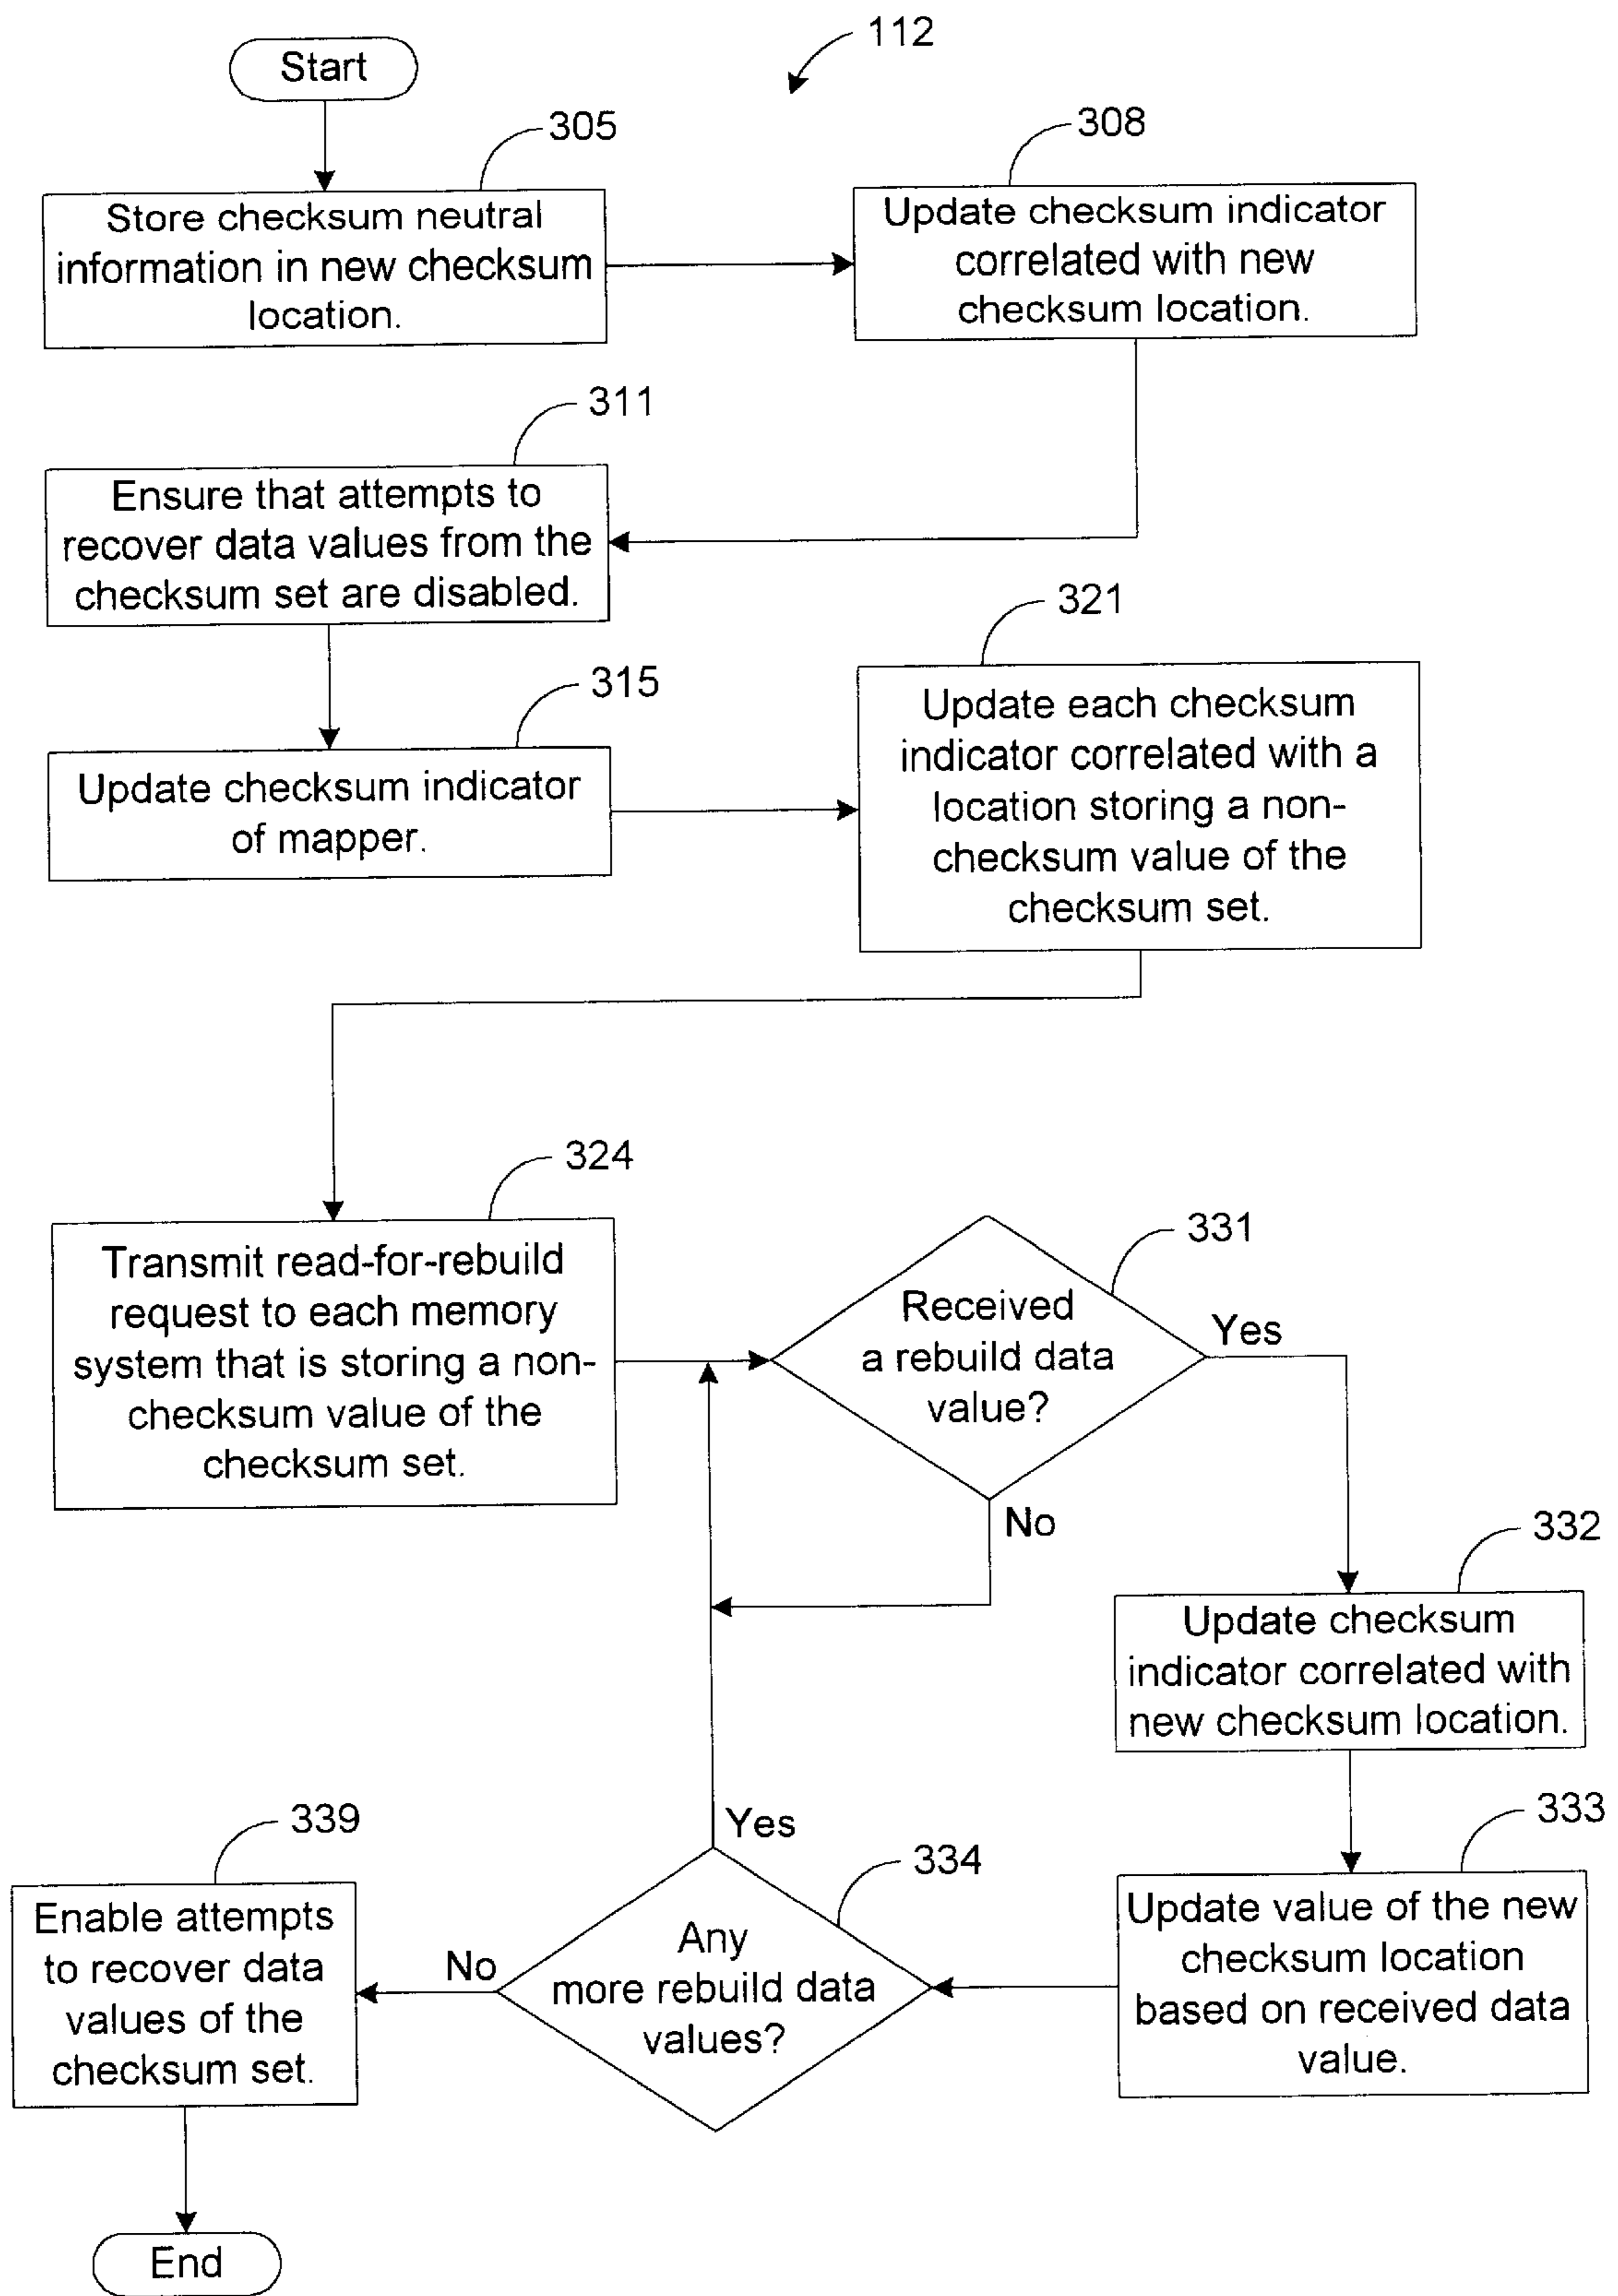 112
Start
305
Store checksum neutral
information in new checksum
location.
308
Update checksum indicator
correlated with new
checksum location.
311
Ensure that attempts to
recover data values from the
checksum set are disabled.
315
Update checksum indicator
of mapper.
321
Update each checksum
indicator correlated with a
location storing a non-
checksum value of the
checksum set.
324
Transmit read-for-rebuild
request to each memory
system that is storing a non-
checksum value of the
checksum set.
331
Received
a rebuild data
value?
Yes
No
332
Update checksum
indicator correlated with
new checksum location.
333
Update value of the new
checksum location
based on received data
value.
334
Any
more rebuild data
values?
Yes
No
339
Enable attempts
to recover data
values of the
checksum set.
End